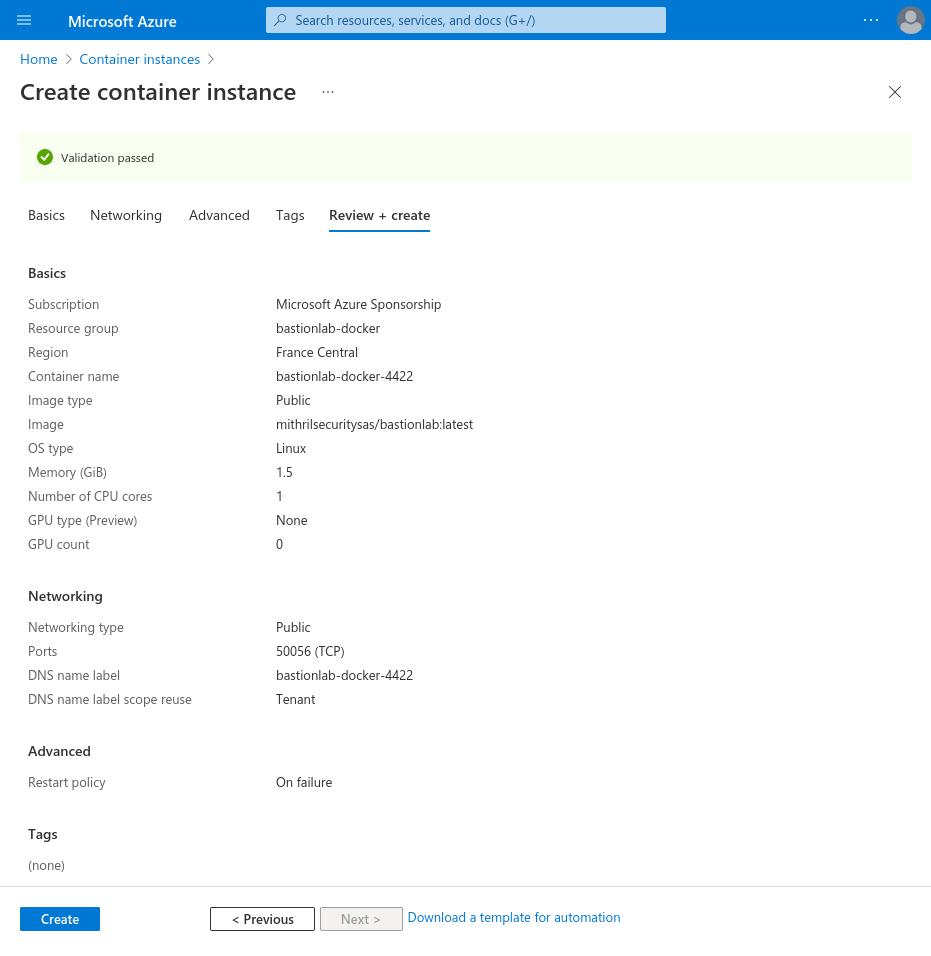 Microsoft Azure
Search resources, services, and docs (G+/)
...
Home > Container instances >
Create container instance ...
Validation passed
Basics Networking Advanced Tags Review + create
Basics
Subscription Microsoft Azure Sponsorship
Resource group bastionlab-docker
Region France Central
Container name bastionlab-docker-4422
Image type Public
Image mithrilsecuritysas/bastionlab:latest
OS type Linux
Memory (GiB) 1.5
Number of CPU cores 1
GPU type (Preview) None
GPU count 0
Networking
Networking type Public
Ports 50056 (TCP)
DNS name label bastionlab-docker-4422
DNS name label scope reuse Tenant
Advanced
Restart policy On failure
Tags
(none)
Create < Previous Next > Download a template for automation